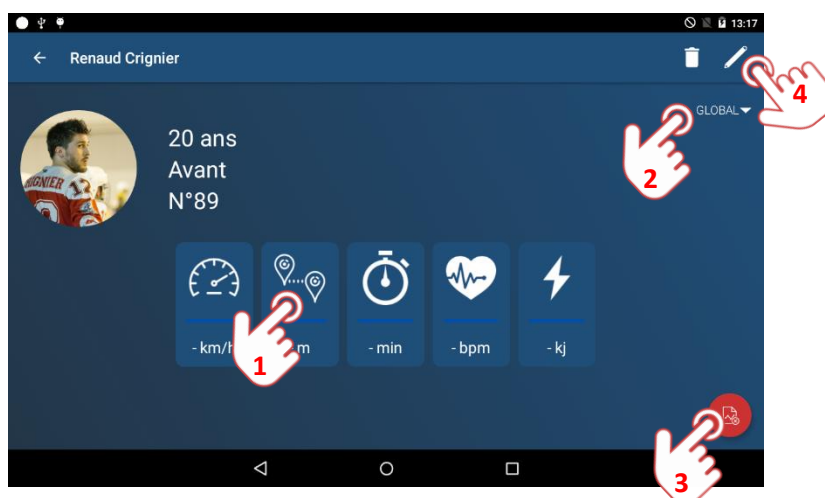 13:17
Renaud Crignier
4
GLOBAL
2
20 ans
Avant
N°89
- km/h
m
- min
- bpm
- kj
1
3